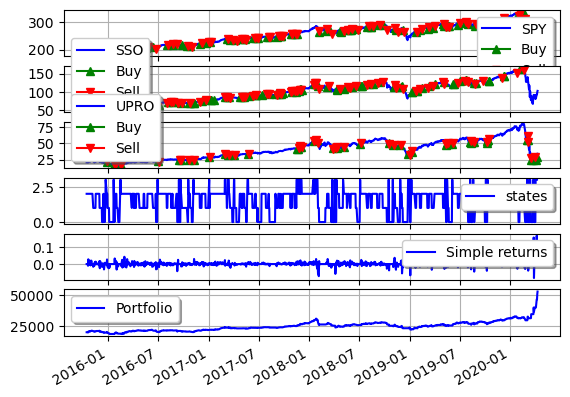 300
200
SPY
Buy
Sell
150
100
50
SSO
Buy
Sell
75
50
25
UPRO
Buy
Sell
2.5
0.0
states
0.1
0.0
Simple returns
50000
25000
Portfolio
2016-01
2016-07
2017-01
2017-07
2018-01
2018-07
2019-01
2019-07
2020-01